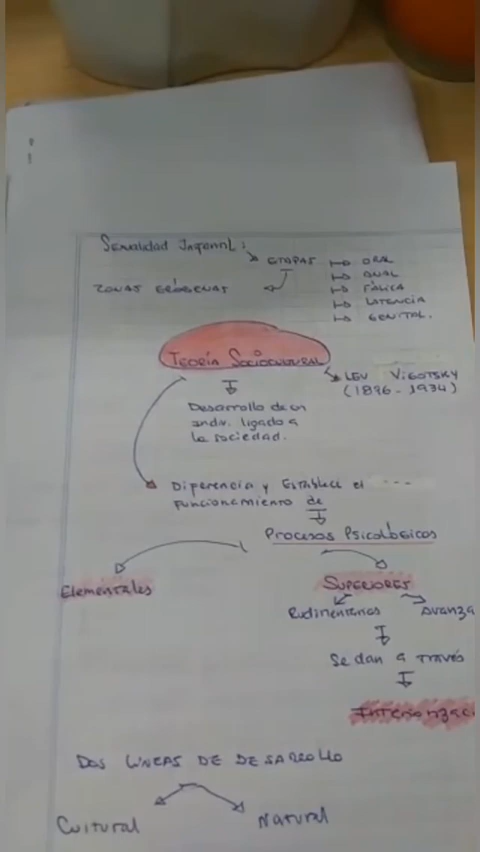 Sexualidad Infantil:
ETAPAS
ORAL
ANAL
FÁLICA
LATENCIA
GENITAL.
ZONAS ERÓGENAS
TEORÍA SOCIOCULTURAL
LEV VIGOTSKY
(1896-1934)
Desarrollo de un
indiv. ligado a
la sociedad.
Diferencia y Establece el ---
funcionamiento de
Procesos Psicológicos
Elementales
SUPERIORES
Rudimentarios
Avanza
Se dan a través
INTERIORIZAC
DOS LÍNEAS DE DESARROLLO
Cultural
Natural